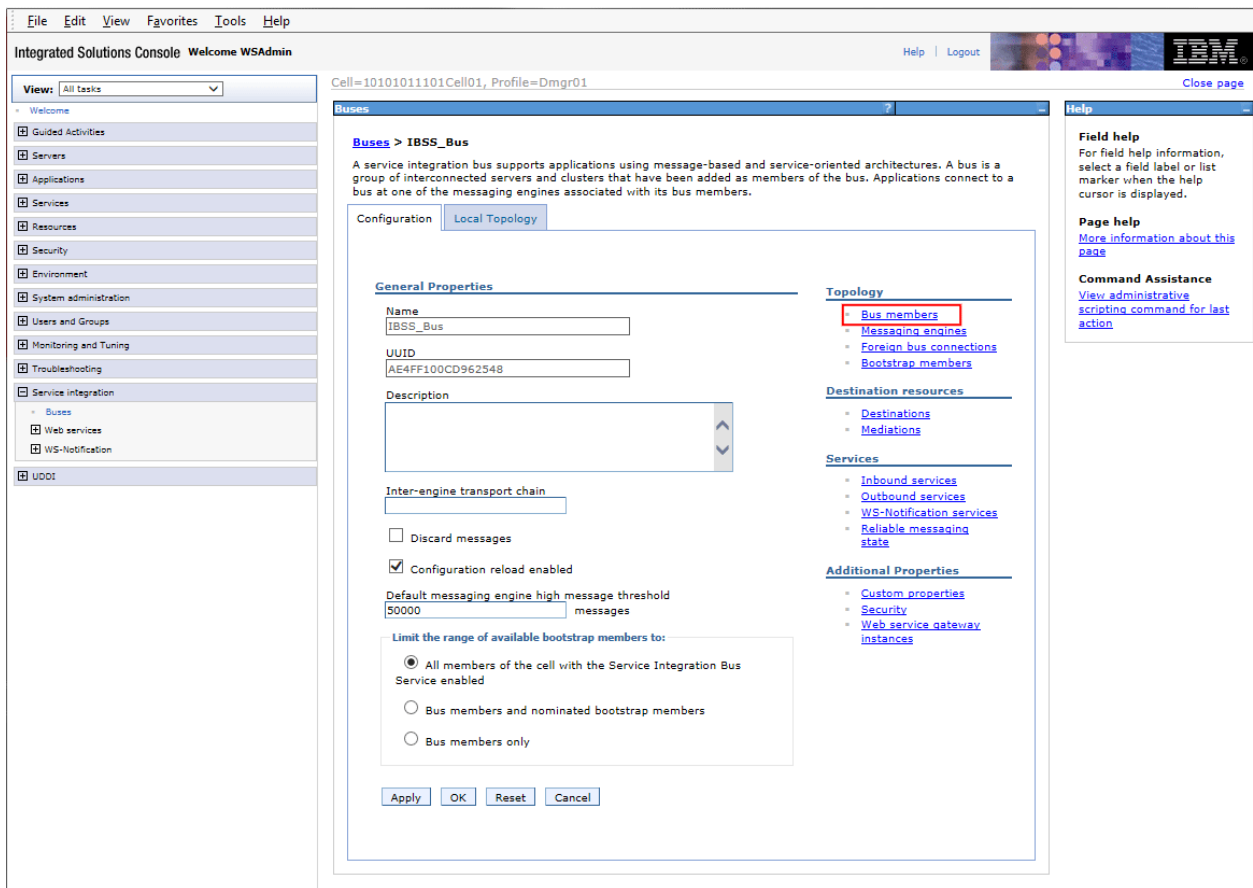 File Edit View Favorites Tools Help
Integrated Solutions Console Welcome WSAdmin
Help | Logout
IBM®
View: All tasks
Welcome
Guided Activities
Servers
Applications
Services
Resources
Security
Environment
System administration
Users and Groups
Monitoring and Tuning
Troubleshooting
Service integration
Buses
Web services
WS-Notification
UDDI
Cell=10101011101Cell01, Profile=Dmgr01
Close page
Buses
?
Buses > IBSS_Bus
A service integration bus supports applications using message-based and service-oriented architectures. A bus is a
group of interconnected servers and clusters that have been added as members of the bus. Applications connect to a
bus at one of the messaging engines associated with its bus members.
Configuration Local Topology
General Properties
Name
IBSS_Bus
UUID
AE4FF100CD962548
Description
Inter-engine transport chain
Discard messages
Configuration reload enabled
Default messaging engine high message threshold
50000 messages
Limit the range of available bootstrap members to:
All members of the cell with the Service Integration Bus
Service enabled
Bus members and nominated bootstrap members
Bus members only
Apply OK Reset Cancel
Topology
Bus members
Messaging engines
Foreign bus connections
Bootstrap members
Destination resources
Destinations
Mediations
Services
Inbound services
Outbound services
WS-Notification services
Reliable messaging
state
Additional Properties
Custom properties
Security
Web service gateway
instances
Help
Field help
For field help information,
select a field label or list
marker when the help
cursor is displayed.
Page help
More information about this
page
Command Assistance
View administrative
scripting command for last
action